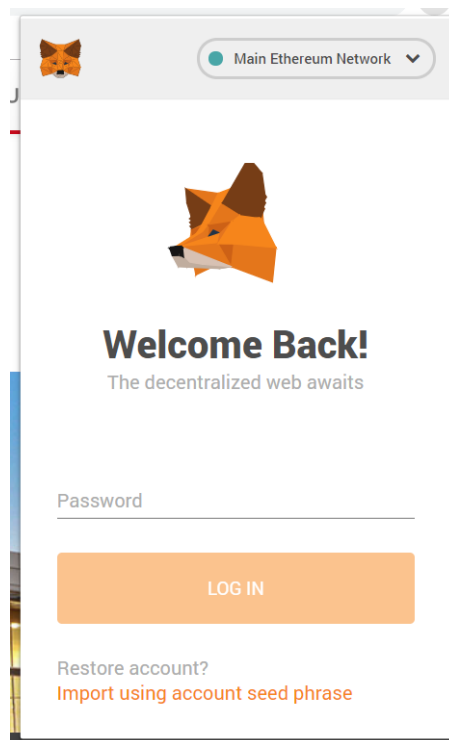 Main Ethereum Network
Welcome Back!
The decentralized web awaits
Password
LOG IN
Restore account?
Import using account seed phrase